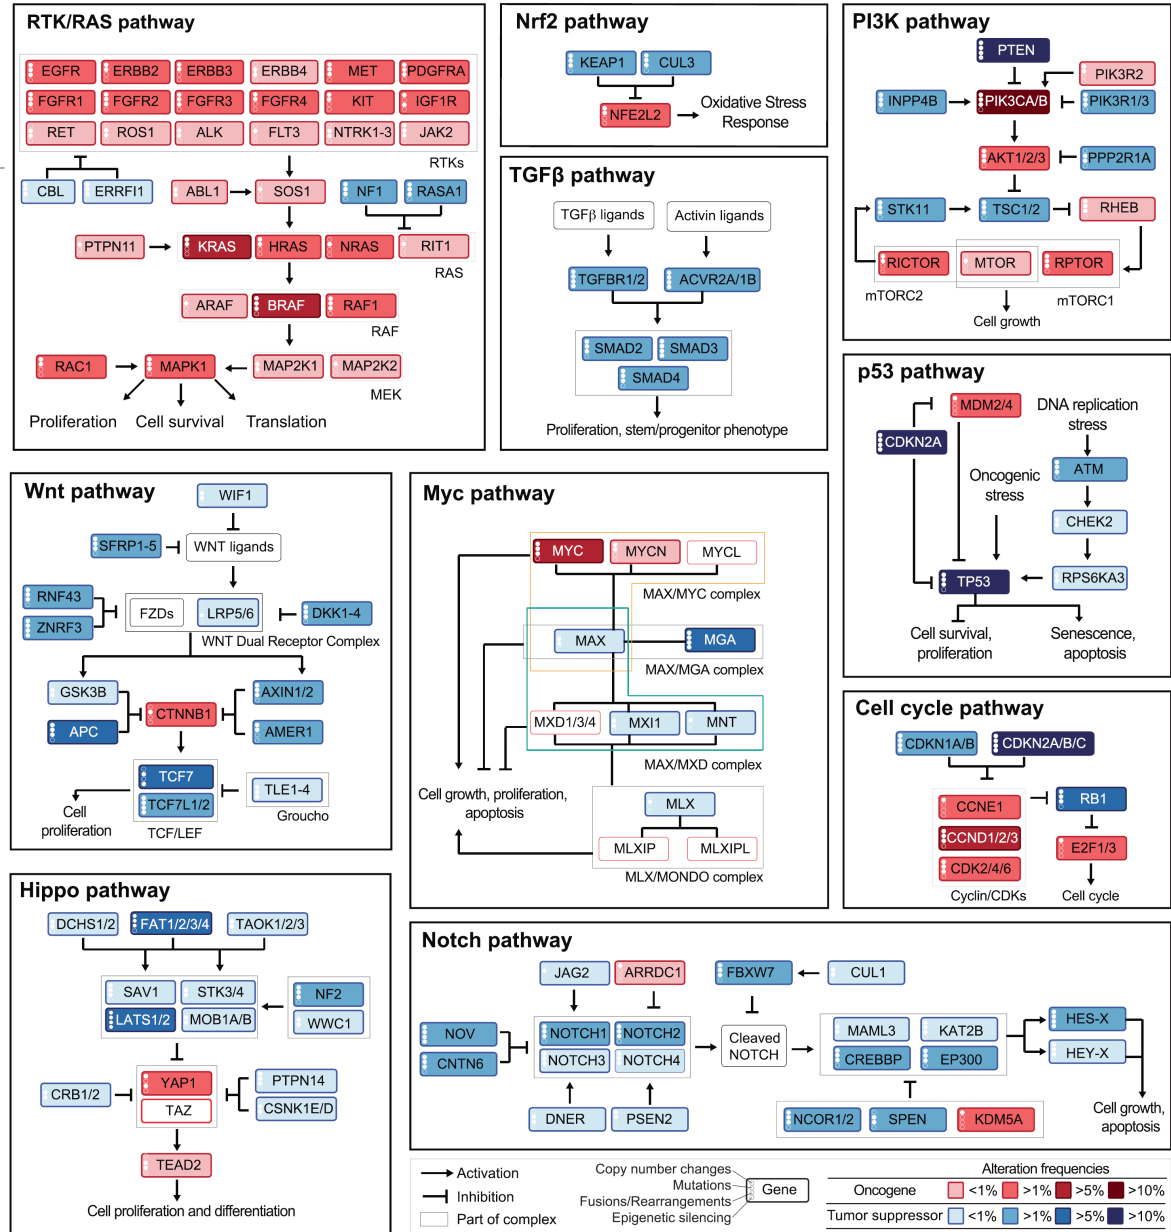 RTK/RAS pathway
EGFR ERBB2 ERBB3 ERBB4 MET PDGFRA
FGFR1 FGFR2 FGFR3 FGFR4 KIT IGF1R
RET ROS1 ALK FLT3 NTRK1-3 JAK2
RTKs
CBL ERRFI1 ABL1 SOS1 NF1 RASA1
PTPN11 KRAS HRAS NRAS RIT1
RAS
ARAF BRAF RAF1
RAF
RAC1 MAPK1 MAP2K1 MAP2K2
MEK
Proliferation Cell survival Translation
Nrf2 pathway
KEAP1 CUL3
NFE2L2
Oxidative Stress
Response
TGFβ pathway
TGFβ ligands Activin ligands
TGFBR1/2 ACVR2A/1B
SMAD2 SMAD3
SMAD4
Proliferation, stem/progenitor phenotype
PI3K pathway
PTEN
PIK3R2
INPP4B PIK3CA/B PIK3R1/3
AKT1/2/3 PPP2R1A
STK11 TSC1/2 RHEB
RICTOR MTOR RPTOR
mTORC2 mTORC1
Cell growth
p53 pathway
MDM2/4
DNA replication
stress
CDKN2A
ATM
Oncogenic
stress
CHEK2
TP53 RPS6KA3
Cell survival,
proliferation
Senescence,
apoptosis
Wnt pathway
WIF1
SFRP1-5 WNT ligands
RNF43
ZNRF3
FZDs LRP5/6 DKK1-4
WNT Dual Receptor Complex
GSK3B CTNNB1 AXIN1/2
APC AMER1
TCF7
TCF7L1/2
TLE1-4
Groucho
Cell
proliferation
TCF/LEF
Myc pathway
MYC MYCN MYCL
MAX/MYC complex
MAX MGA
MAX/MGA complex
MXD1/3/4 MXI1 MNT
MAX/MXD complex
Cell growth, proliferation,
apoptosis
MLX
MLXIP MLXIPL
MLX/MONDO complex
Cell cycle pathway
CDKN1A/B CDKN2A/B/C
CCNE1 RB1
CCND1/2/3
CDK2/4/6
E2F1/3
Cyclin/CDKs Cell cycle
Hippo pathway
DCHS1/2 FAT1/2/3/4 TAOK1/2/3
SAV1 STK3/4 NF2
LATS1/2 MOB1A/B WWC1
CRB1/2 YAP1 PTPN14
TAZ CSNK1E/D
TEAD2
Cell proliferation and differentiation
Notch pathway
JAG2 ARRDC1 FBXW7 CUL1
NOV NOTCH1 NOTCH2
CNTN6 NOTCH3 NOTCH4
Cleaved
NOTCH
MAML3 KAT2B HES-X
CREBBP EP300 HEY-X
DNER PSEN2
NCOR1/2 SPEN KDM5A
Cell growth,
apoptosis
Activation
Inhibition
Part of complex
Copy number changes
Mutations
Fusions/Rearrangements
Epigenetic silencing
Gene
Alteration frequencies
Oncogene <1% >1% >5% >10%
Tumor suppressor <1% >1% >5% >10%